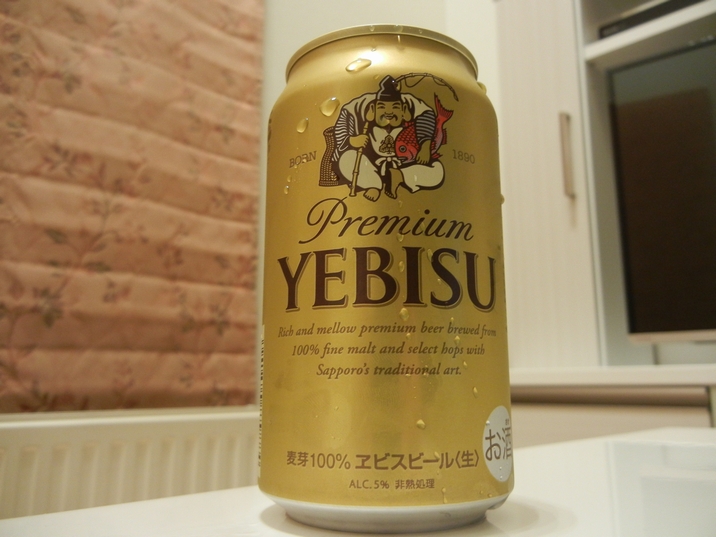 BORN 1890
Premium
YEBISU
Rich and mellow premium beer brewed from
100% fine malt and select hops with
Sapporo's traditional art.
麦芽100% ヱビスビール〈生〉
お酒
ALC.5% 非熱処理